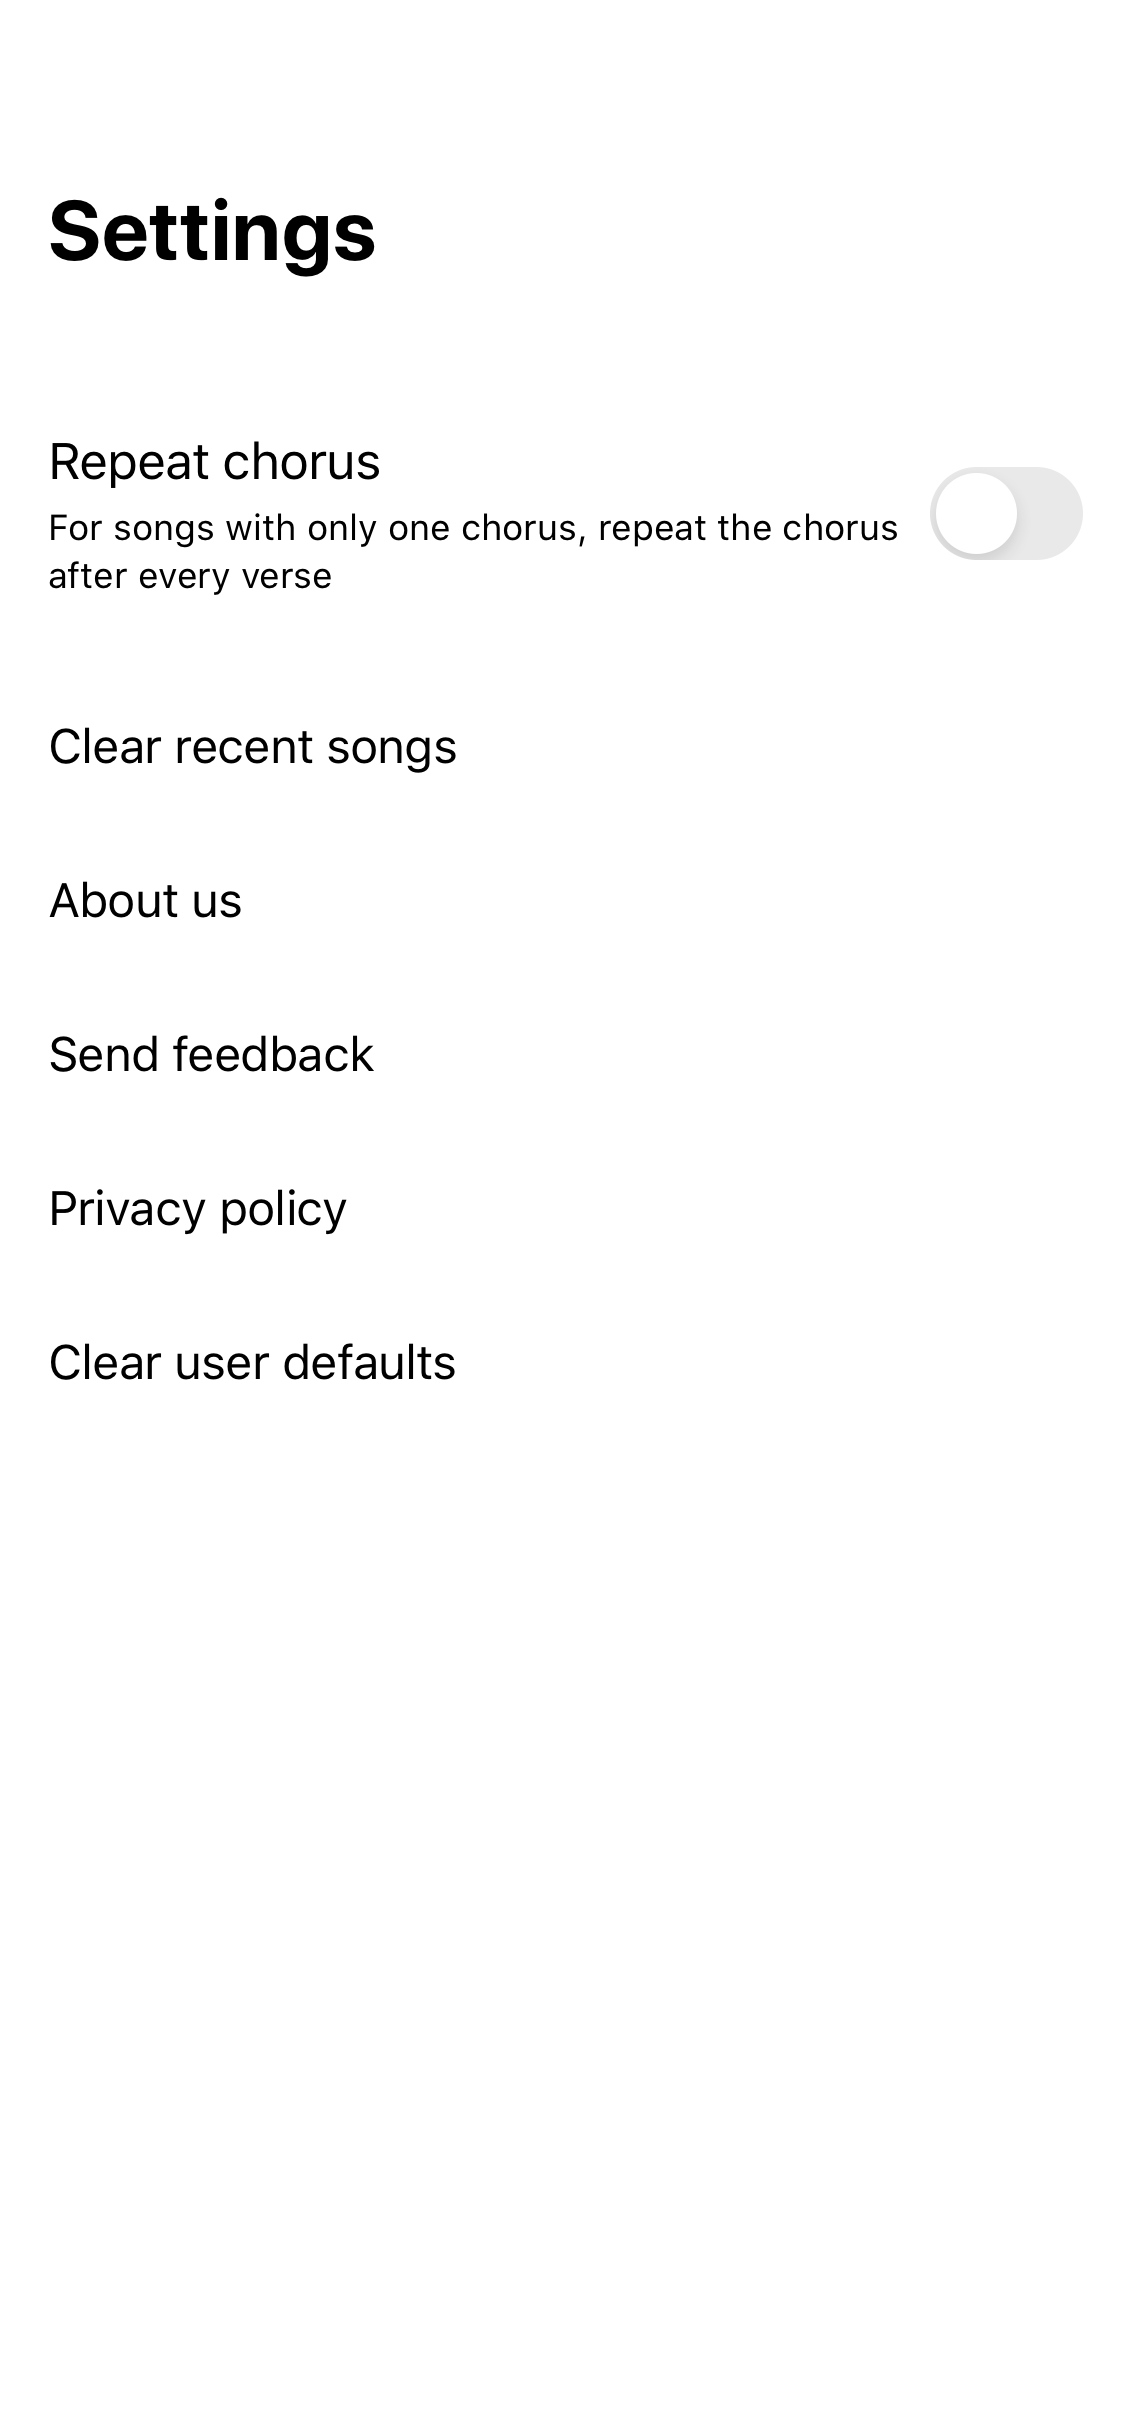 Settings
Repeat chorus
For songs with only one chorus, repeat the chorus
after every verse
Clear recent songs
About us
Send feedback
Privacy policy
Clear user defaults